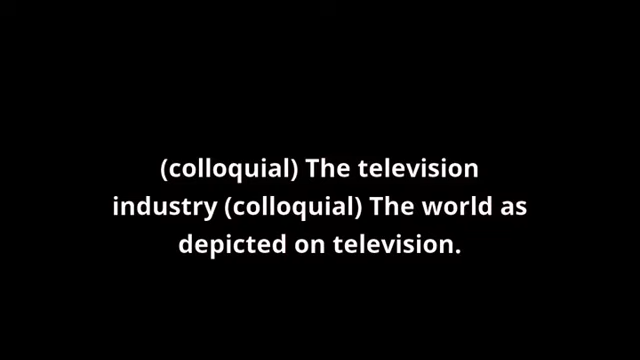 (colloquial) The television
industry (colloquial) The world as
depicted on television.